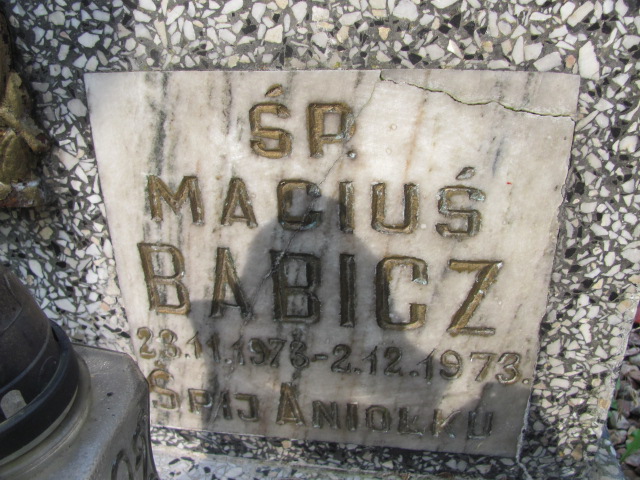 ŚP.
MACIUŚ
BABICZ
23.11.1973-2.12.1973.
ŚPIJ ANIOŁKU